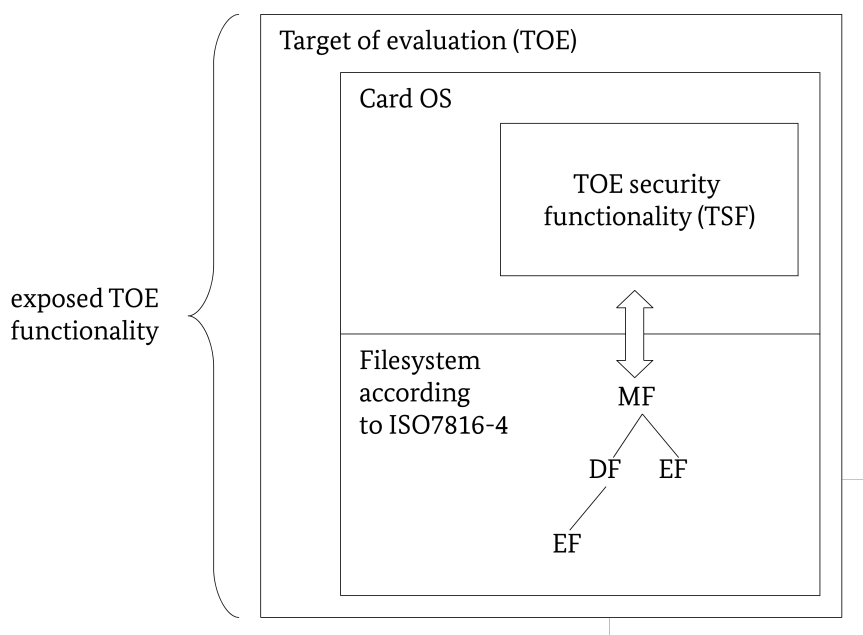 Target of evaluation (TOE)
Card OS
TOE security
functionality (TSF)
exposed TOE
functionality
Filesystem
according
to ISO7816-4
MF
DF EF
EF